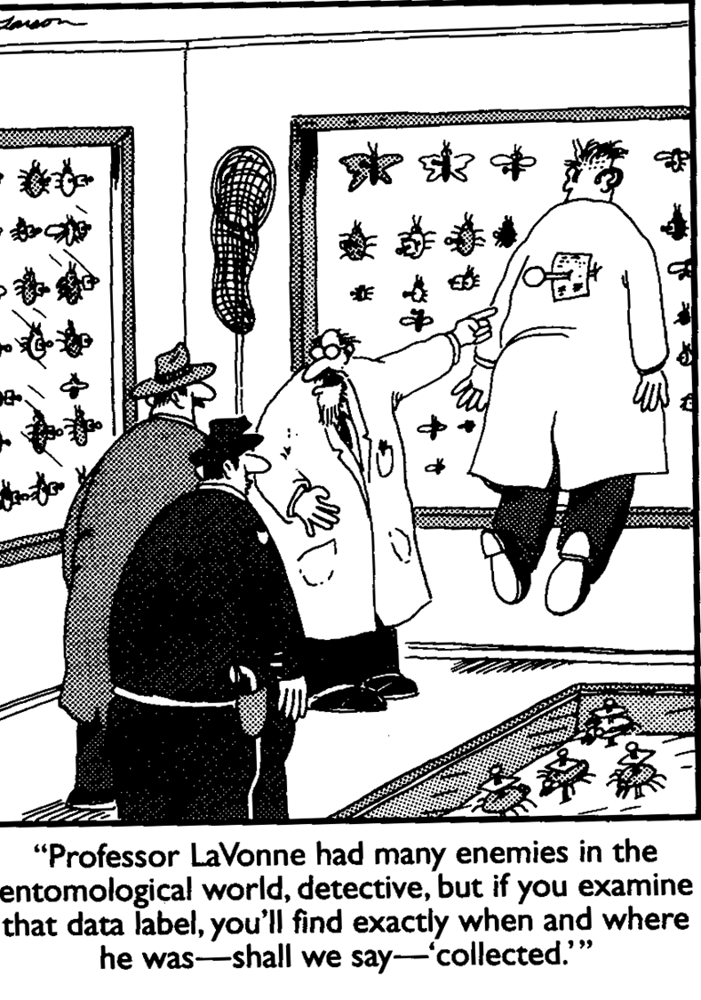 Larson
“Professor LaVonne had many enemies in the
entomological world, detective, but if you examine
that data label, you’ll find exactly when and where
he was—shall we say—‘collected.’”